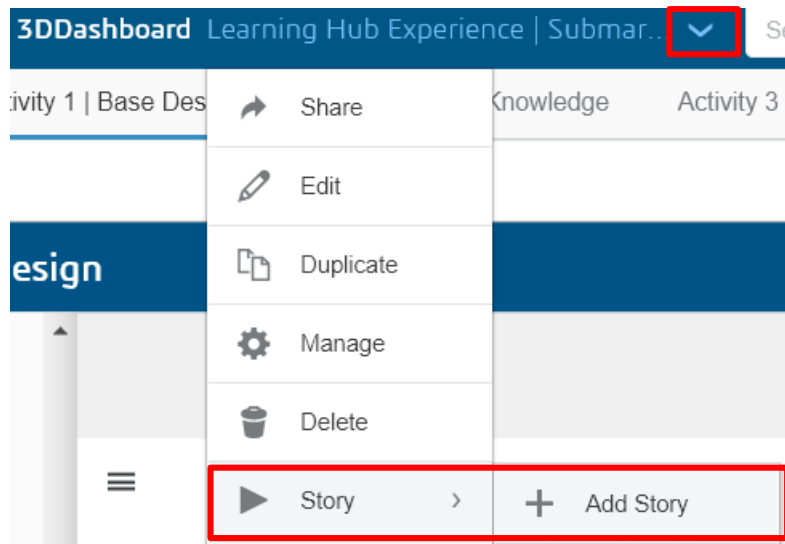 3DDashboard Learning Hub Experience | Submar... Se
ivity 1 | Base Des Knowledge Activity 3
Share
Edit
esign
Duplicate
Manage
Delete
Story Add Story